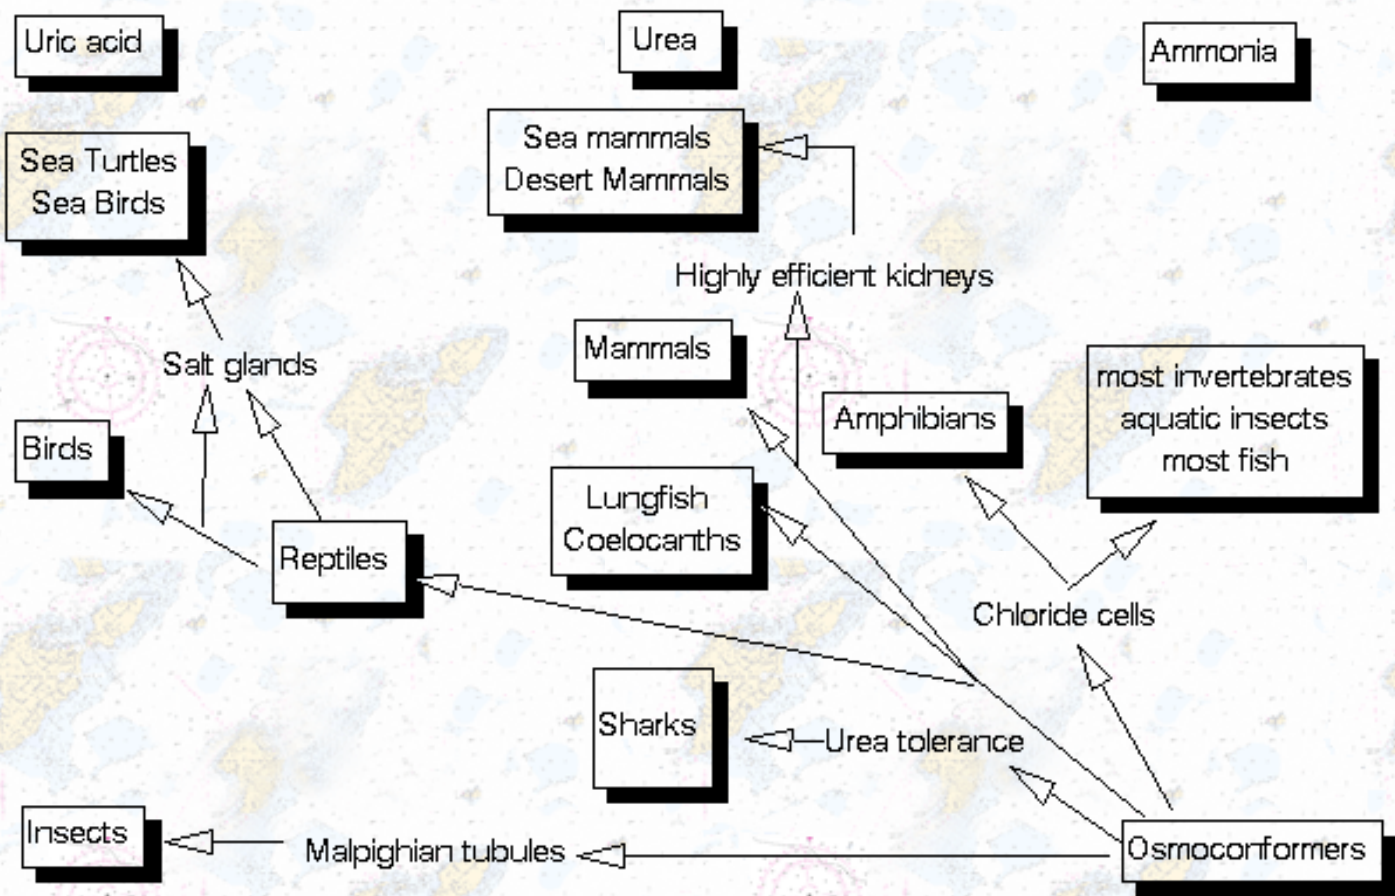 Uric acid
Urea
Ammonia
Sea Turtles
Sea Birds
Sea mammals
Desert Mammals
Highly efficient kidneys
Salt glands
Mammals
most invertebrates
aquatic insects
most fish
Amphibians
Birds
Lungfish
Coelocanths
Reptiles
Chloride cells
Sharks
Urea tolerance
Insects
Malpighian tubules
Osmoconformers